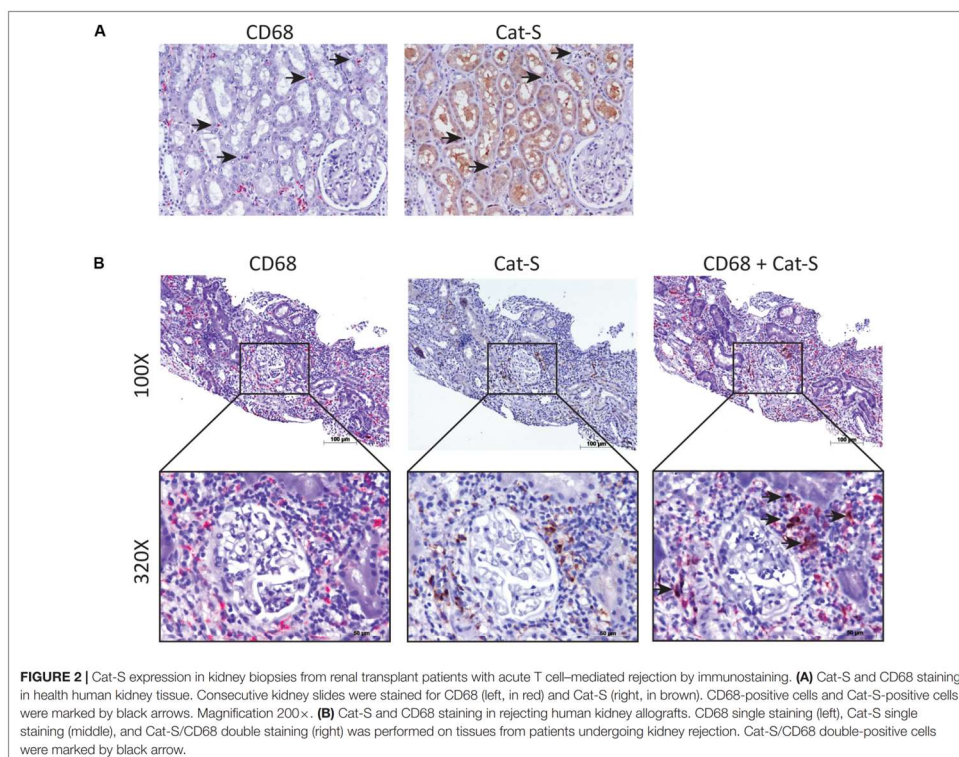 A
CD68
Cat-S
B
CD68
Cat-S
CD68 + Cat-S
100X
100 µm
100 µm
100 µm
320X
50 µm
50 µm
50 µm
FIGURE 2 | Cat-S expression in kidney biopsies from renal transplant patients with acute T cell–mediated rejection by immunostaining. (A) Cat-S and CD68 staining
in health human kidney tissue. Consecutive kidney slides were stained for CD68 (left, in red) and Cat-S (right, in brown). CD68-positive cells and Cat-S-positive cells
were marked by black arrows. Magnification 200×. (B) Cat-S and CD68 staining in rejecting human kidney allografts. CD68 single staining (left), Cat-S single
staining (middle), and Cat-S/CD68 double staining (right) was performed on tissues from patients undergoing kidney rejection. Cat-S/CD68 double-positive cells
were marked by black arrow.